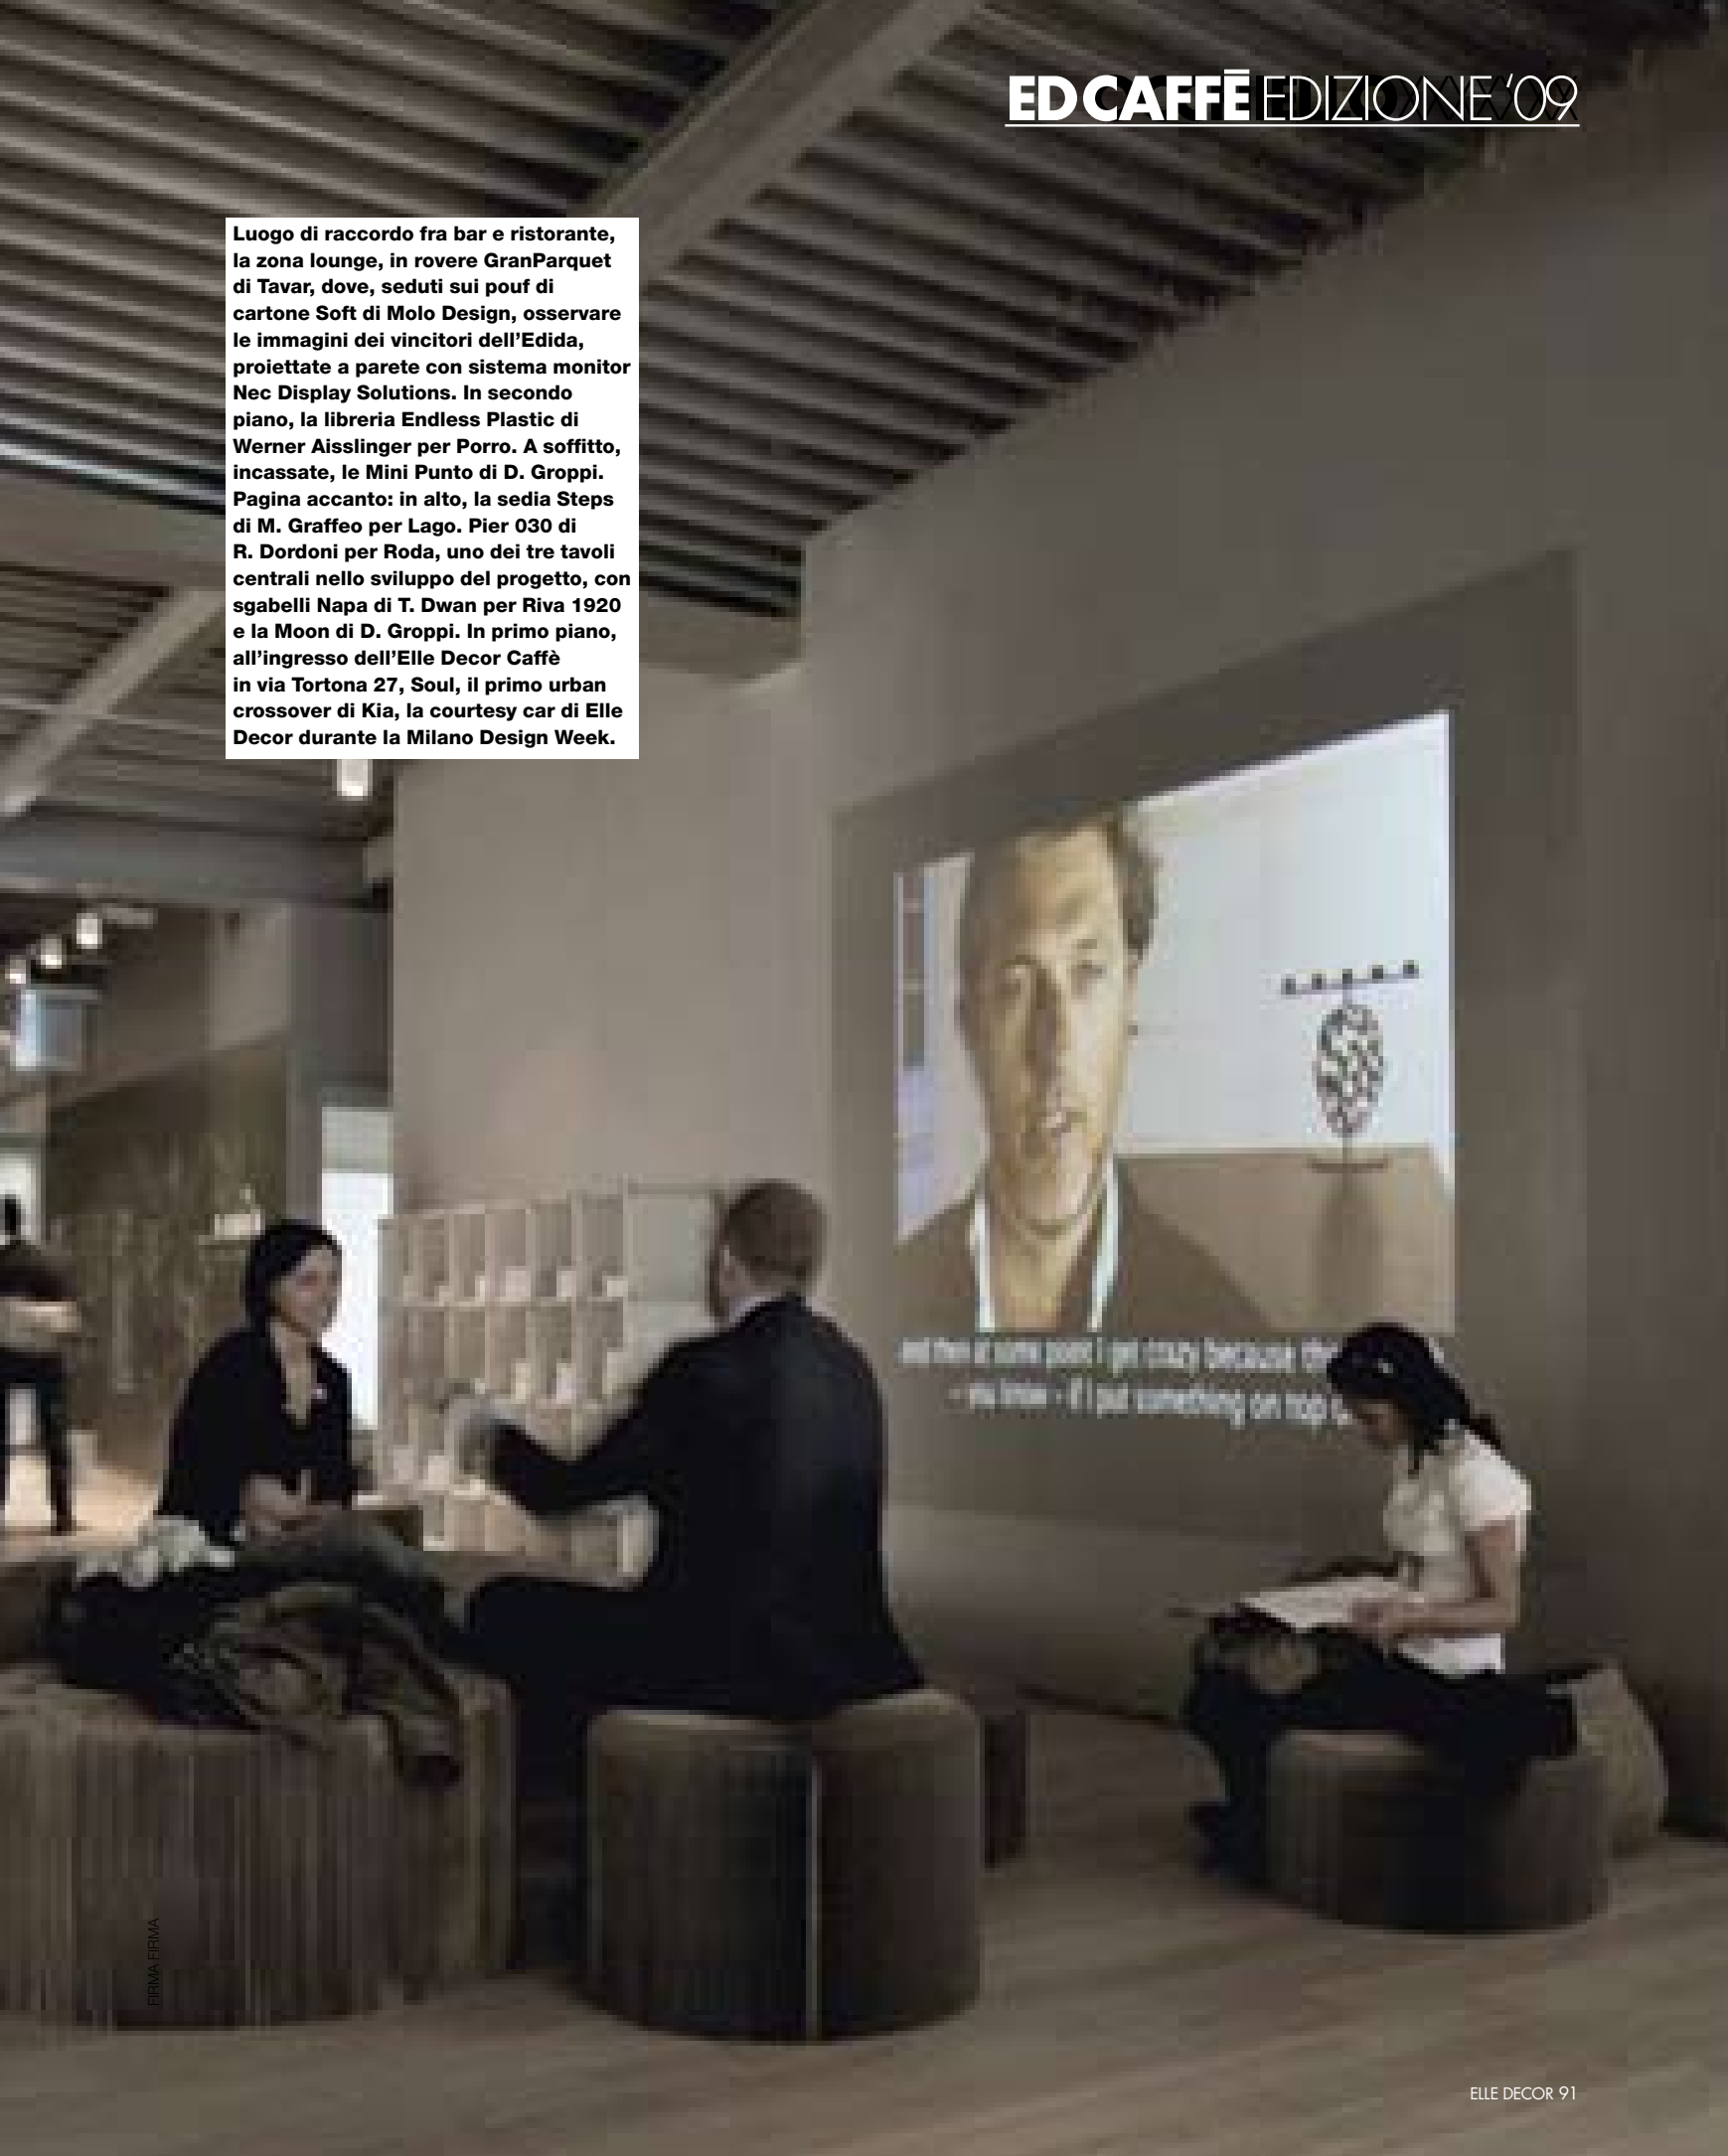 ED CAFFÈ EDIZIONE '09
Luogo di raccordo fra bar e ristorante,
la zona lounge, in rovere GranParquet
di Tavar, dove, seduti sui pouf di
cartone Soft di Molo Design, osservare
le immagini dei vincitori dell'Edida,
proiettate a parete con sistema monitor
Nec Display Solutions. In secondo
piano, la libreria Endless Plastic di
Werner Aisslinger per Porro. A soffitto,
incassate, le Mini Punto di D. Groppi.
Pagina accanto: in alto, la sedia Steps
di M. Graffeo per Lago. Pier 030 di
R. Dordoni per Roda, uno dei tre tavoli
centrali nello sviluppo del progetto, con
sgabelli Napa di T. Dwan per Riva 1920
e la Moon di D. Groppi. In primo piano,
all'ingresso dell'Elle Decor Caffè
in via Tortona 27, Soul, il primo urban
crossover di Kia, la courtesy car di Elle
Decor durante la Milano Design Week.
and then at some point i get crazy because
- you know - if i put something on top
FIRMA FIRMA
ELLE DECOR 91